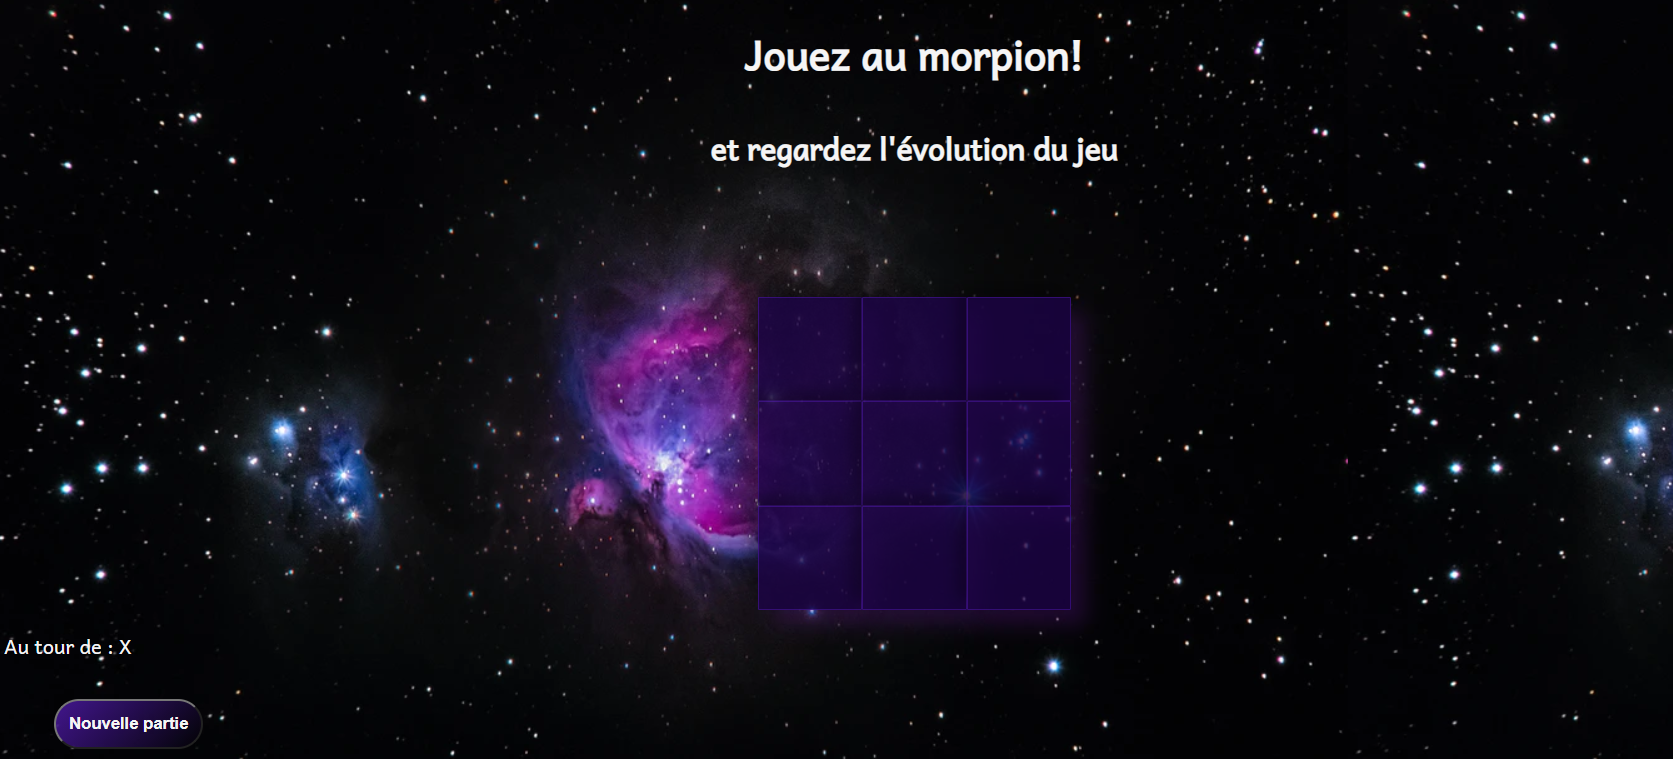 Jouez au morpion!
et regardez l'évolution du jeu
Au tour de : X
Nouvelle partie